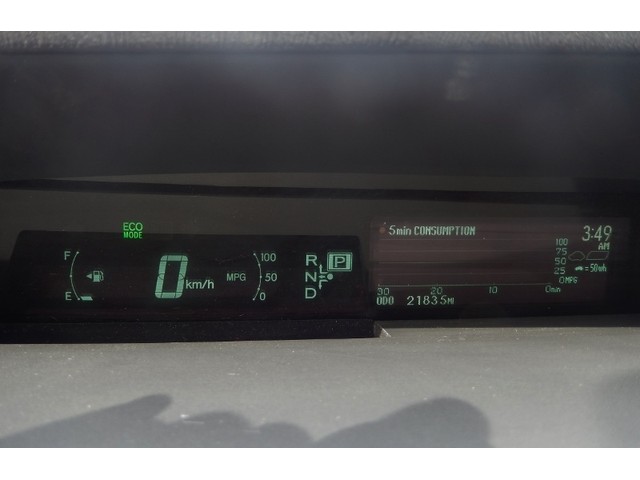 ECO
MODE
F
E
0 km/h
MPG
100
50
0
R
N
D
P
5min CONSUMPTION
3:49
AM
100
75
50
25
0MPG
= 50wh
30 20 10 0min
ODO 21835MI